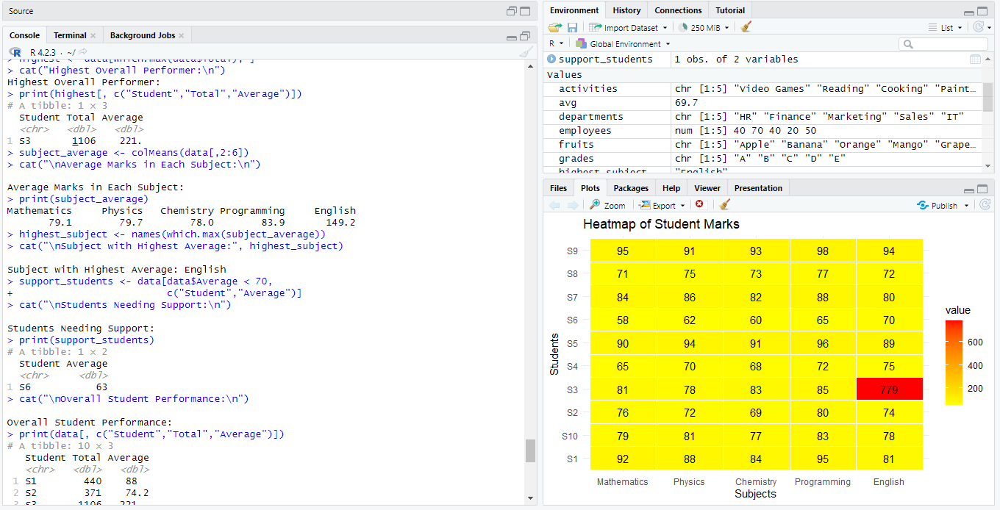 Source
Console Terminal Background Jobs
R 4.2.3 · ~/
> cat("Highest Overall Performer:\n")
Highest Overall Performer:
> print(highest[, c("Student","Total","Average")])
# A tibble: 1 × 3
Student Total Average
<chr> <dbl> <dbl>
1 S3 1106 221.
> subject_average <- colMeans(data[,2:6])
> cat("\nAverage Marks in Each Subject:\n")
Average Marks in Each Subject:
> print(subject_average)
Mathematics Physics Chemistry Programming English
79.1 79.7 78.0 83.9 149.2
> highest_subject <- names(which.max(subject_average))
> cat("\nSubject with Highest Average:", highest_subject)
Subject with Highest Average: English
> support_students <- data[data$Average < 70,
+ c("Student","Average")]
> cat("\nStudents Needing Support:\n")
Students Needing Support:
> print(support_students)
# A tibble: 1 × 2
Student Average
<chr> <dbl>
1 S6 63
> cat("\nOverall Student Performance:\n")
Overall Student Performance:
> print(data[, c("Student","Total","Average")])
# A tibble: 10 × 3
Student Total Average
<chr> <dbl> <dbl>
1 S1 440 88
2 S2 371 74.2
3 S3 1106 221.
Environment History Connections Tutorial
Import Dataset 250 MiB List
R Global Environment
support_students 1 obs. of 2 variables
Values
activities chr [1:5] "Video Games" "Reading" "Cooking" "Paint…
avg 69.7
departments chr [1:5] "HR" "Finance" "Marketing" "Sales" "IT"
employees num [1:5] 40 70 40 20 50
fruits chr [1:5] "Apple" "Banana" "Orange" "Mango" "Grape…
grades chr [1:5] "A" "B" "C" "D" "E"
highest_subject "English"
Files Plots Packages Help Viewer Presentation
Zoom Export Publish
Heatmap of Student Marks
S9 95 91 93 98 94
S8 71 75 73 77 72
S7 84 86 82 88 80
S6 58 62 60 65 70
S5 90 94 91 96 89
S4 65 70 68 72 75
S3 81 78 83 85 779
S2 76 72 69 80 74
S10 79 81 77 83 78
S1 92 88 84 95 81
Mathematics Physics Chemistry Programming English
Subjects
Students
value
600
400
200